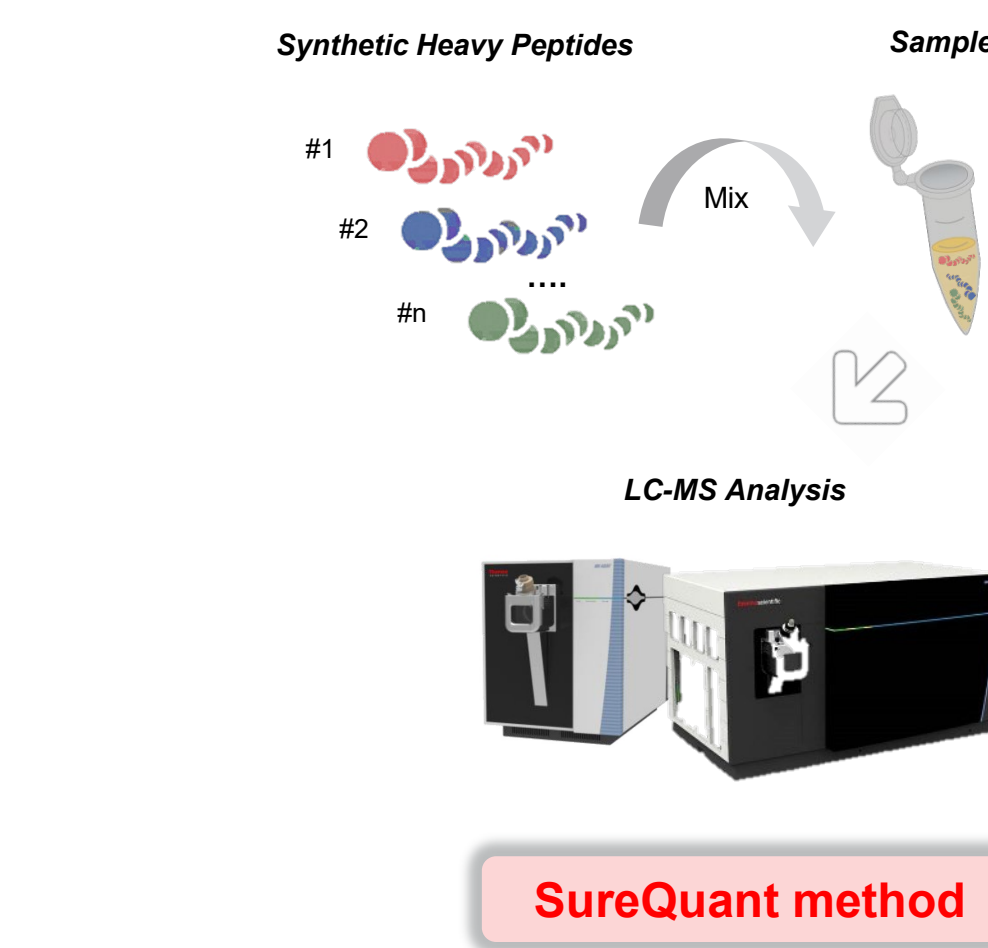 Synthetic Heavy Peptides
Sample
#1
Mix
#2
....
#n
LC-MS Analysis
SureQuant method